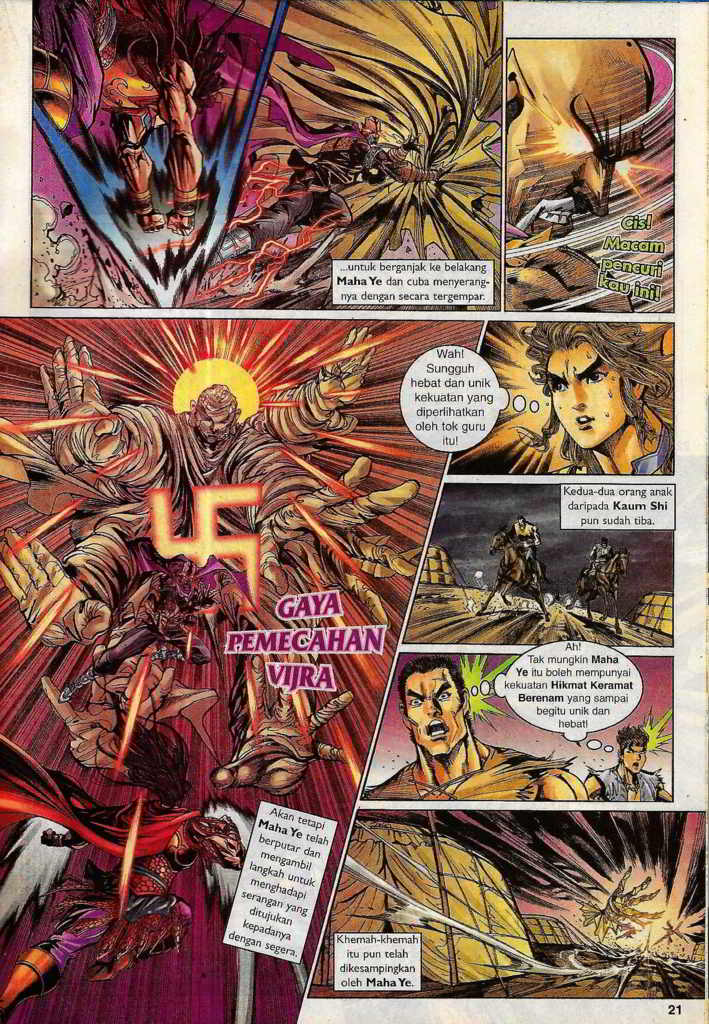 ...untuk berganjak ke belakang
Maha Ye dan cuba menyerang-
nya dengan secara tergempar.
Cis!
Macam
pencuri
kau ini!
Wah!
Sungguh
hebat dan unik
kekuatan yang
diperlihatkan
oleh tok guru
itu!
GAYA
PEMECAHAN
VIJRA
Kedua-dua orang anak
daripada Kaum Shi
pun sudah tiba.
Ah!
Tak mungkin Maha
Ye itu boleh mempunyai
kekuatan Hikmat Keramat
Berenam yang sampai
begitu unik dan
hebat!
Akan tetapi
Maha Ye telah
berputar dan
mengambil
langkah untuk
menghadapi
serangan yang
ditujukan
kepadanya
dengan segera.
Khemah-khemah
itu pun telah
dikesampingkan
oleh Maha Ye.
21